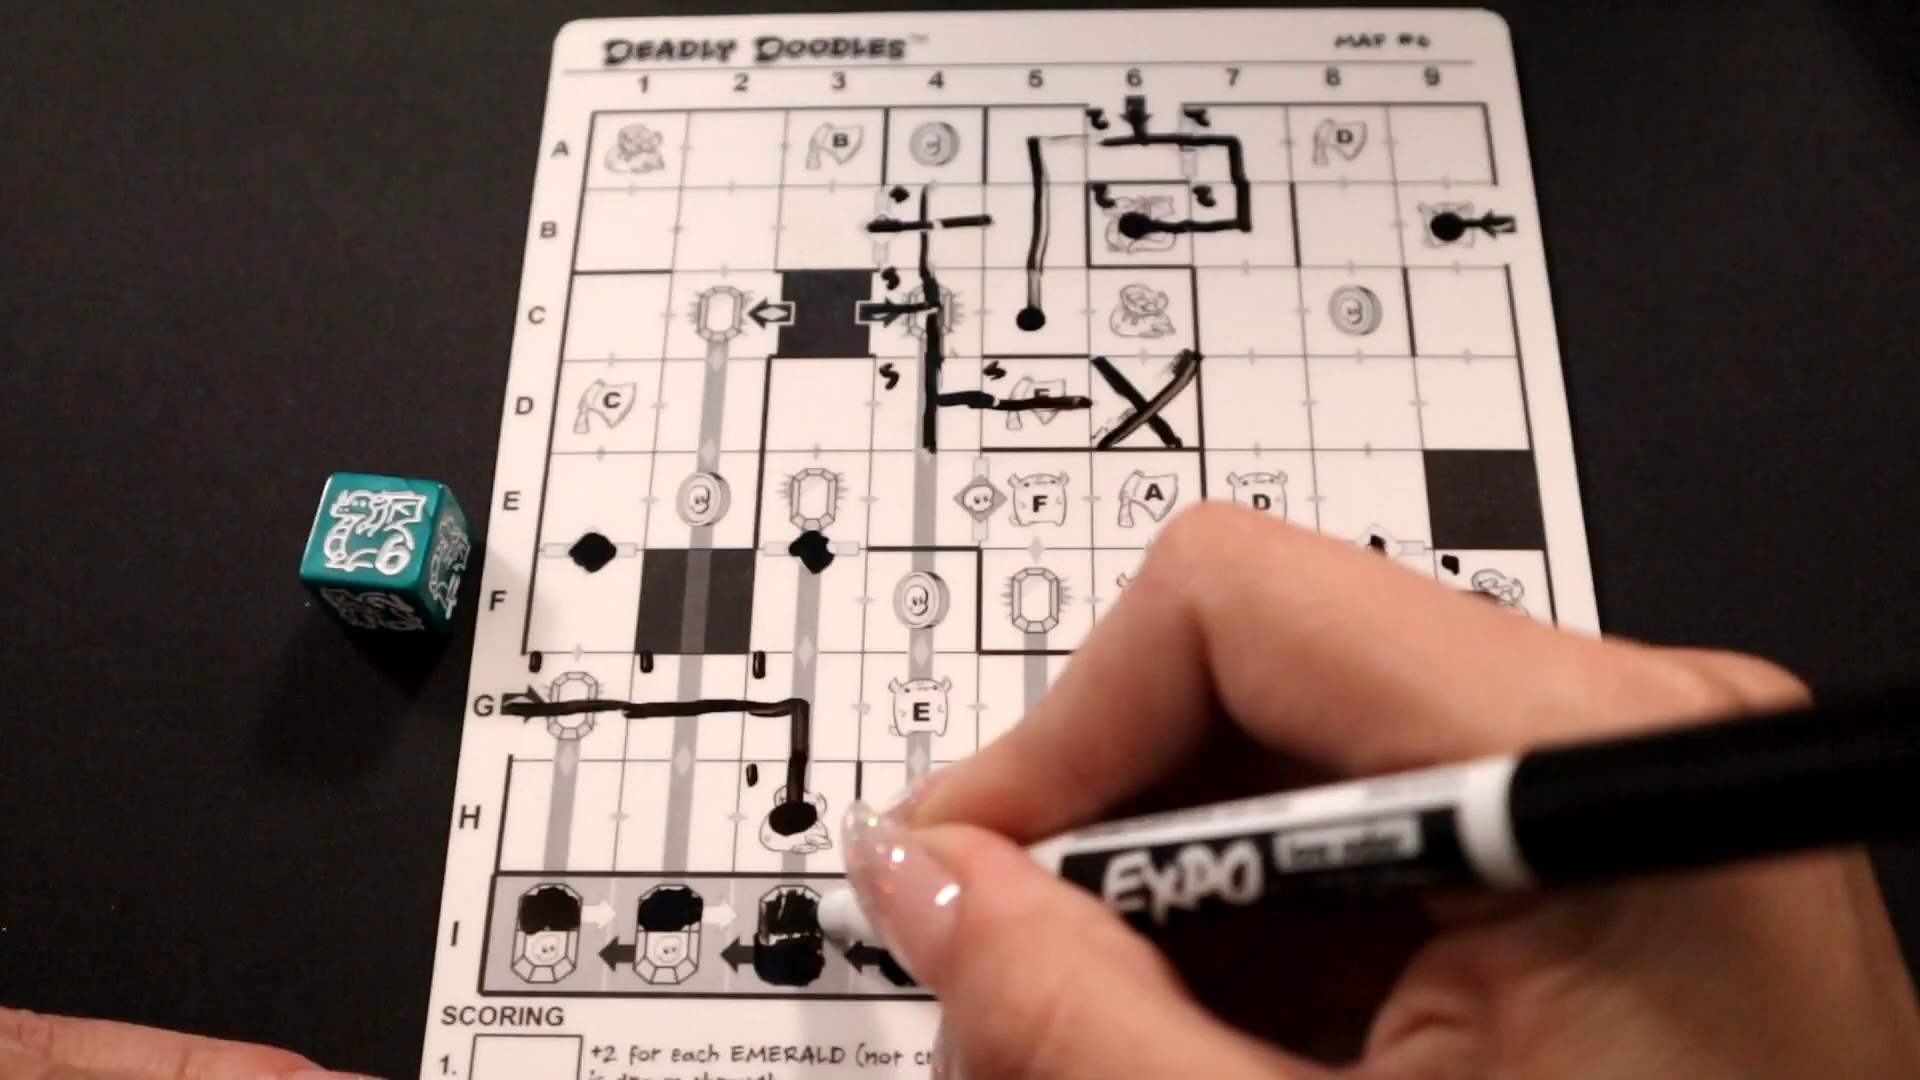 DEADLY DOODLES™ MAP #6
1 2 3 4 5 6 7 8 9
A B D
B
C
D C
E F A D
F
G E
H
I
EXPO
SCORING
1. +2 for each EMERALD (not